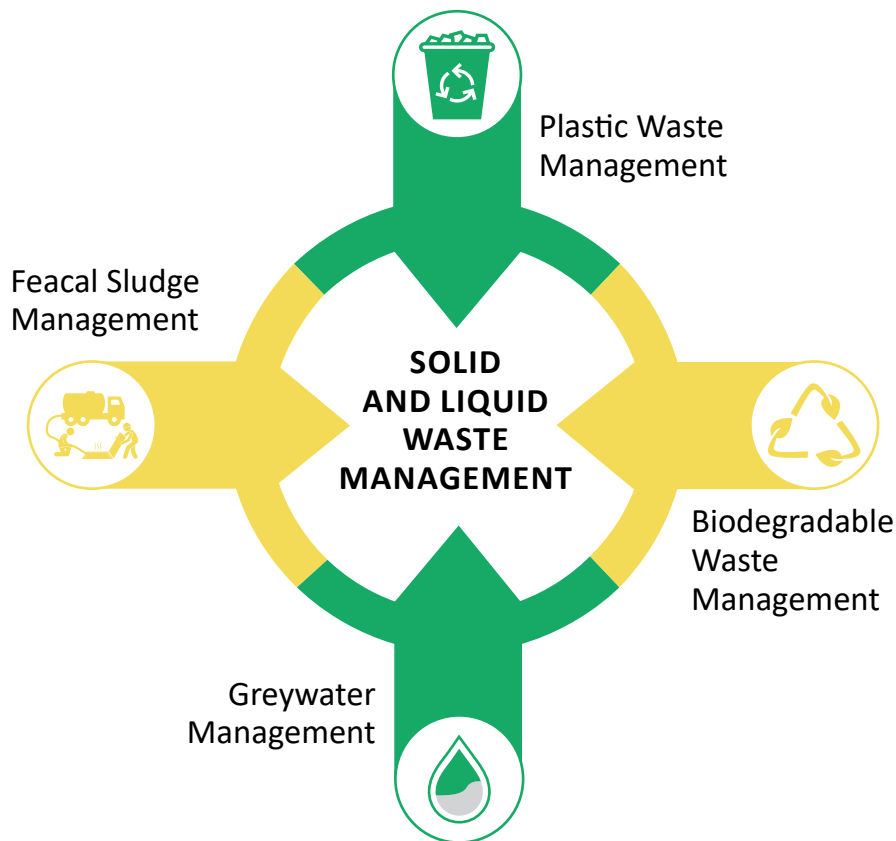 Plastic Waste
Management
Feacal Sludge
Management
SOLID
AND LIQUID
WASTE
MANAGEMENT
Biodegradable
Waste
Management
Greywater
Management